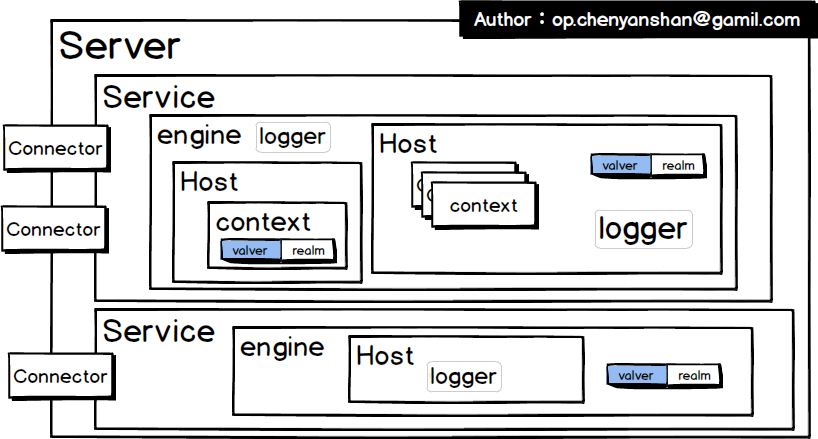 Author：op.chenyanshan@gamil.com
Server
Service
Connector
Connector
engine
logger
Host
context
valver
realm
Host
context
valver
realm
logger
Service
Connector
engine
Host
logger
valver
realm